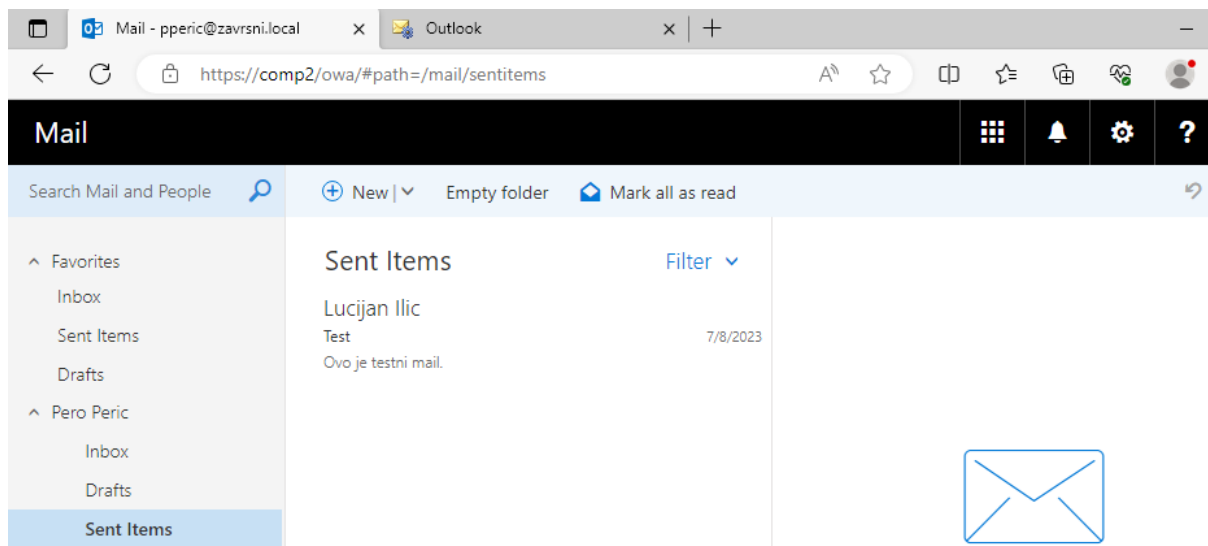 Mail - pperic@zavrsni.local
Outlook
https://comp2/owa/#path=/mail/sentitems
Mail
Search Mail and People
New
Empty folder
Mark all as read
Favorites
Inbox
Sent Items
Drafts
Pero Peric
Inbox
Drafts
Sent Items
Sent Items
Filter
Lucijan Ilic
Test
7/8/2023
Ovo je testni mail.